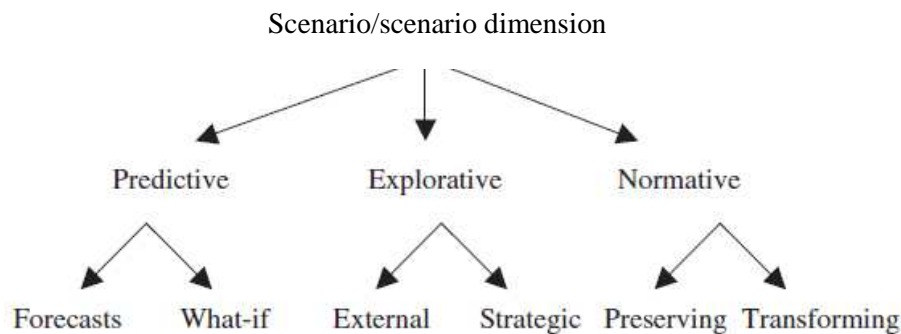 Scenario/scenario dimension
Predictive Explorative Normative
Forecasts What-if External Strategic Preserving Transforming